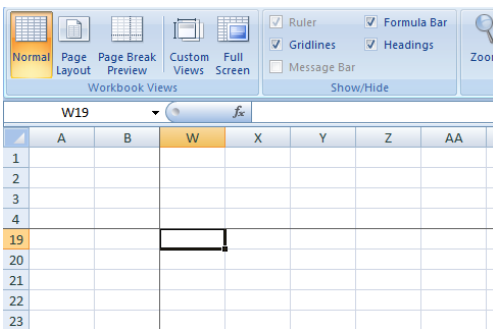 Ruler Formula Bar
Gridlines Headings
Message Bar
Normal Page Layout Page Break Preview Custom Views Full Screen
Workbook Views Show/Hide
W19 fx
A B W X Y Z AA
1
2
3
4
19
20
21
22
23